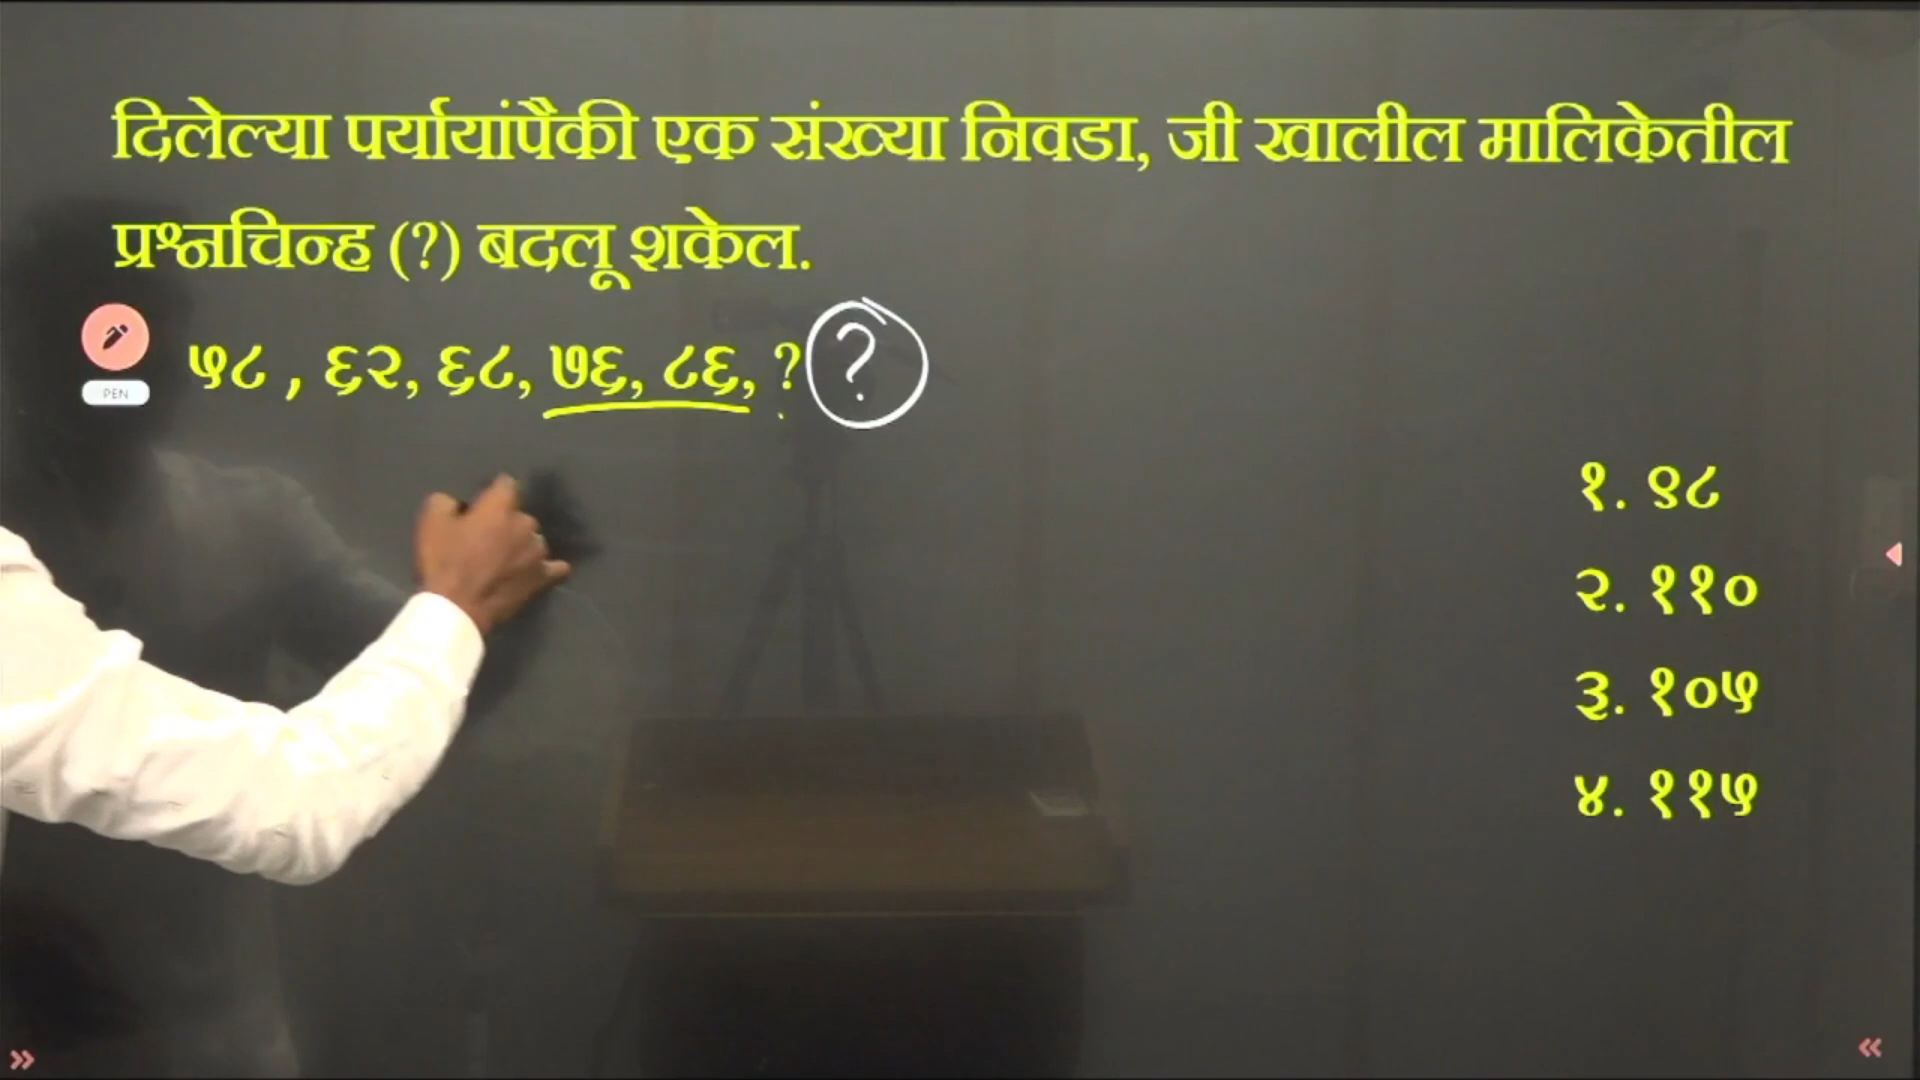 दिलेल्या पर्यायांपैकी एक संख्या निवडा, जी खालील मालिकेतील
प्रश्नचिन्ह (?) बदलू शकेल.
PEN
५८ , ६२, ६८, ७६, ८६, ? ?
१. ९८
२. ११०
३. १०५
४. ११५